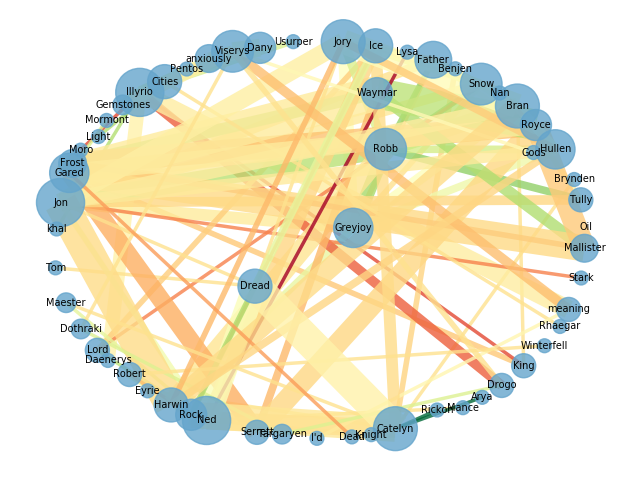 Usurper
Jory
Ice
Lysa
Viserys
Dany
anxiously
Father
Benjen
Pentos
Cities
Snow
Illyrio
Waymar
Nan
Gemstones
Bran
Mormont
Royce
Light
Moro
Robb
Gods
Hullen
Frost
Gared
Brynden
Jon
Tully
khal
Greyjoy
Oil
Mallister
Tom
Stark
Dread
Maester
meaning
Dothraki
Rhaegar
Lord
Winterfell
Daenerys
King
Robert
Drogo
Eyrie
Arya
Harwin
Mance
Rickon
Rock
Ned
Catelyn
Serrett
Targaryen
I'd
Dead
Knight